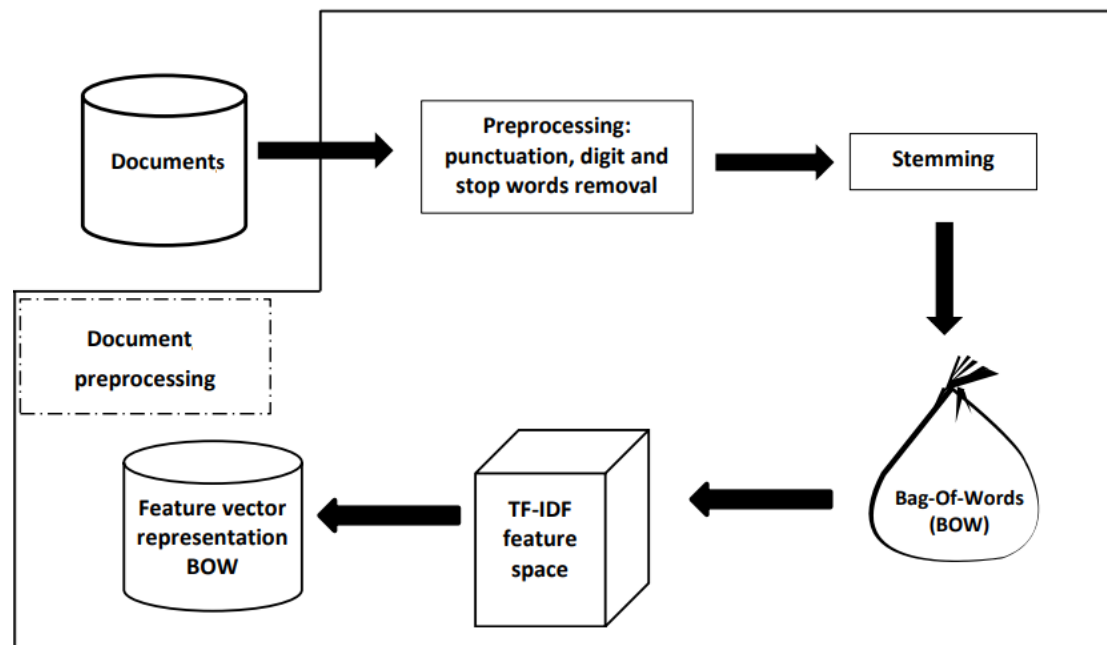 Documents
Preprocessing:
punctuation, digit and
stop words removal
Stemming
Document
preprocessing
Bag-Of-Words
(BOW)
TF-IDF
feature
space
Feature vector
representation
BOW